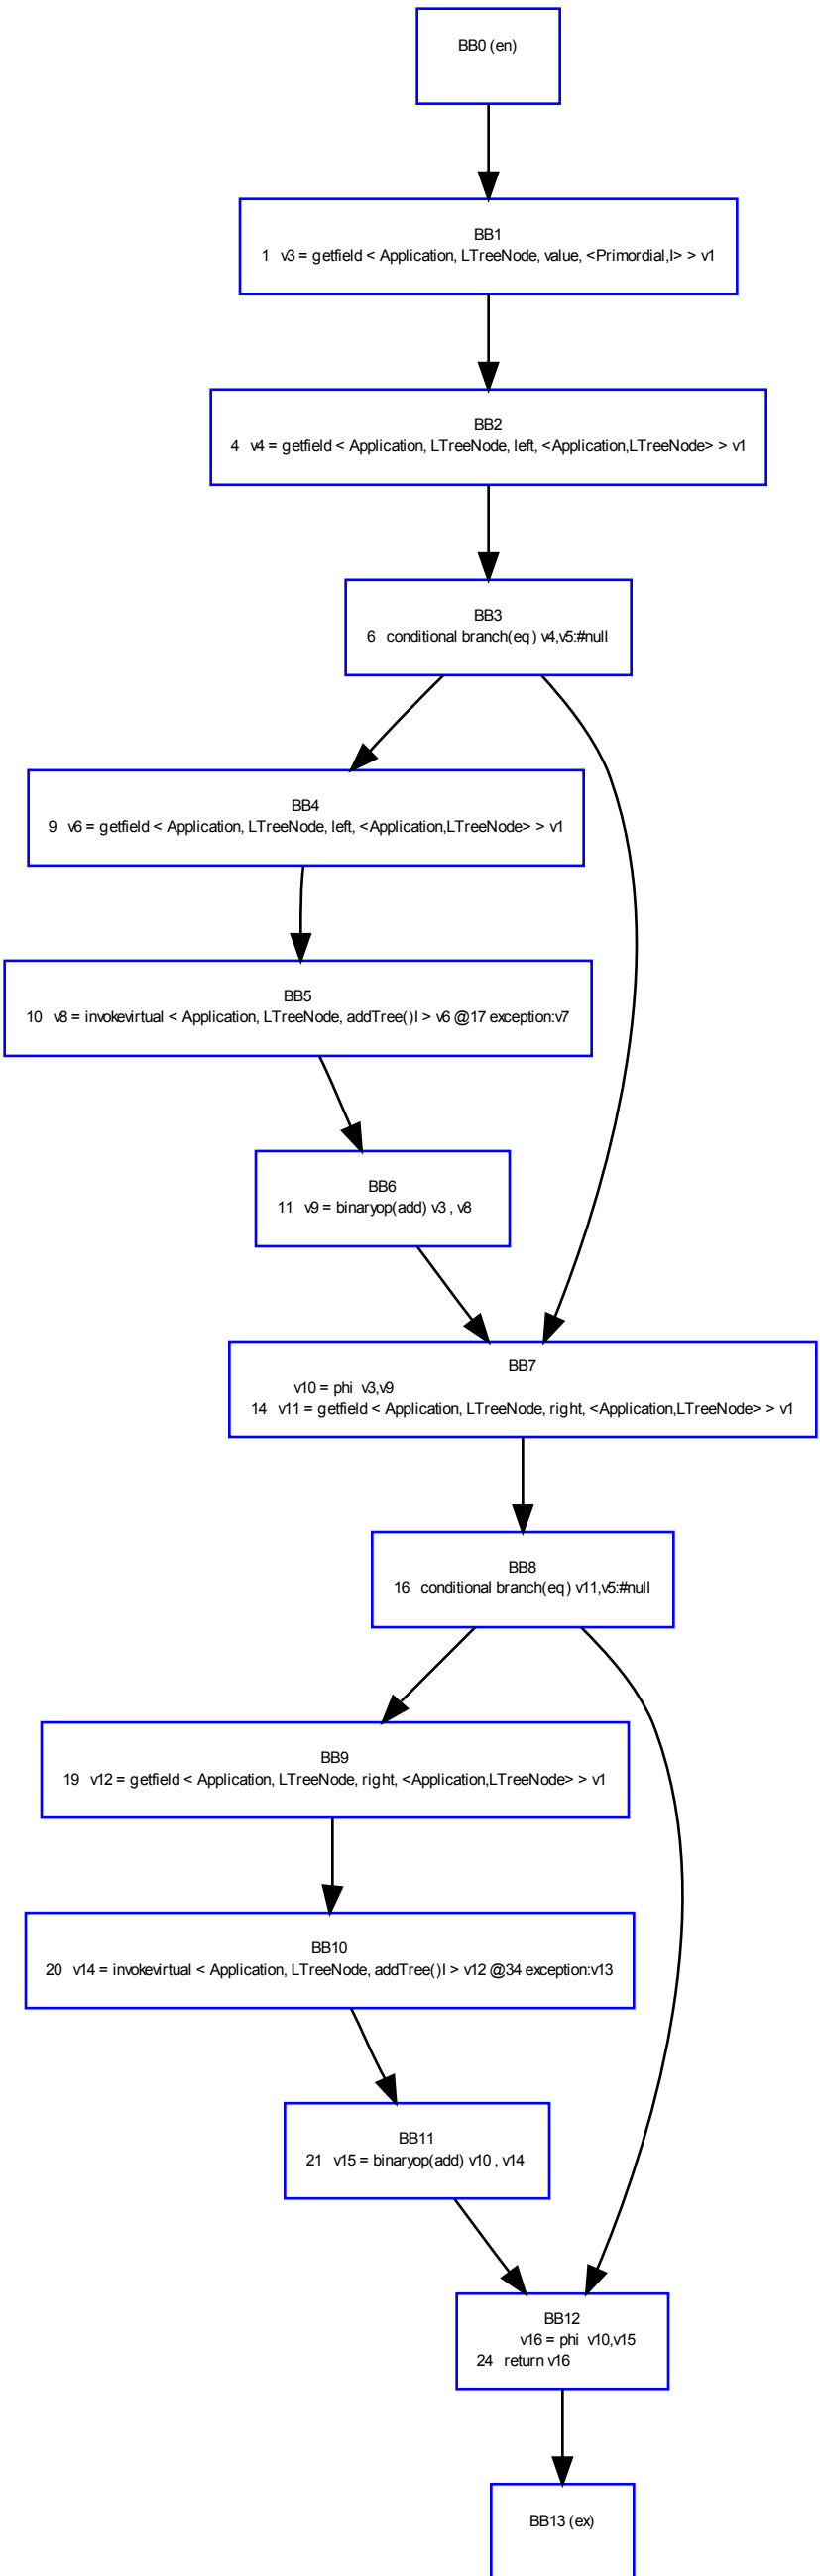 BB0 (en)
BB1
1 v3 = getfield < Application, LTreeNode, value, <Primordial,I> > v1
BB2
4 v4 = getfield < Application, LTreeNode, left, <Application,LTreeNode> > v1
BB3
6 conditional branch(eq) v4,v5:#null
BB4
9 v6 = getfield < Application, LTreeNode, left, <Application,LTreeNode> > v1
BB5
10 v8 = invokevirtual < Application, LTreeNode, addTree()I > v6 @17 exception:v7
BB6
11 v9 = binaryop(add) v3 , v8
BB7
v10 = phi v3,v9
14 v11 = getfield < Application, LTreeNode, right, <Application,LTreeNode> > v1
BB8
16 conditional branch(eq) v11,v5:#null
BB9
19 v12 = getfield < Application, LTreeNode, right, <Application,LTreeNode> > v1
BB10
20 v14 = invokevirtual < Application, LTreeNode, addTree()I > v12 @34 exception:v13
BB11
21 v15 = binaryop(add) v10 , v14
BB12
v16 = phi v10,v15
24 return v16
BB13 (ex)